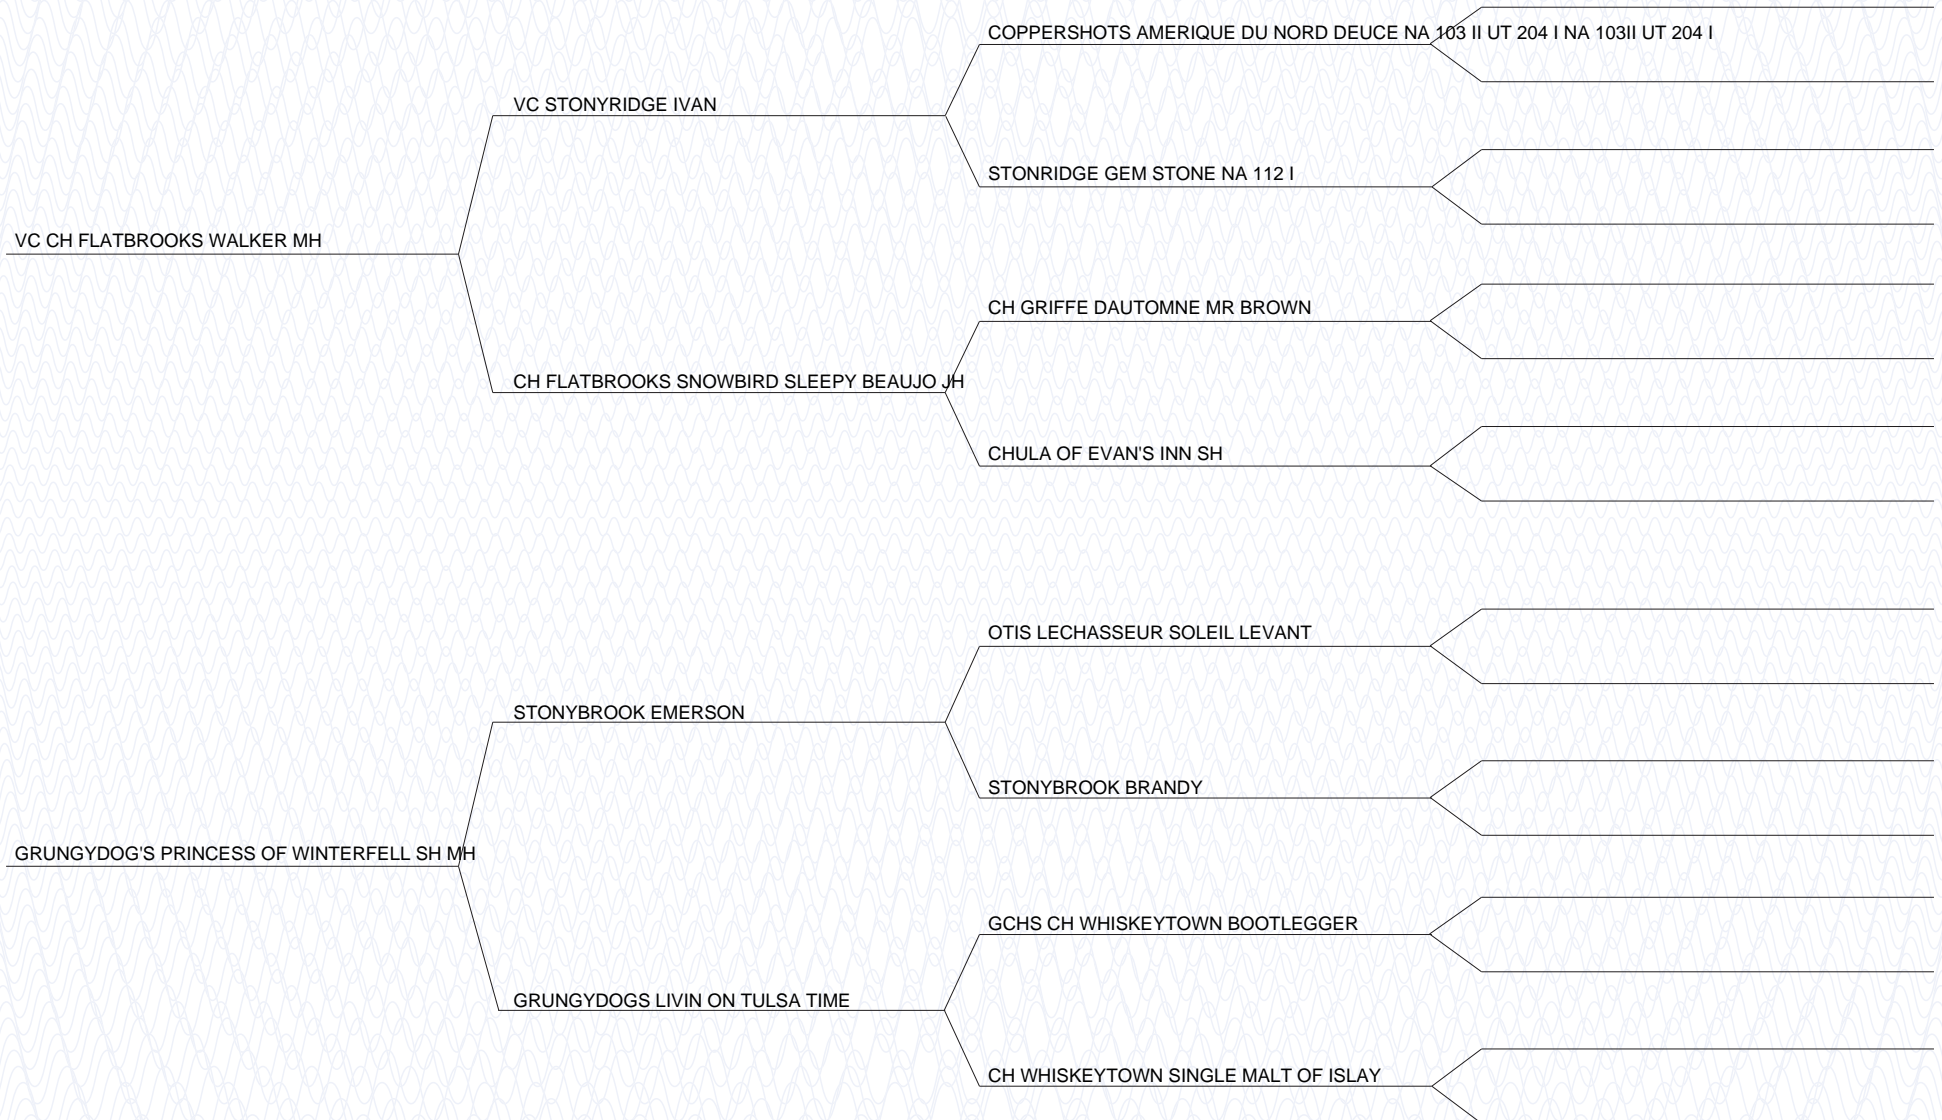 COPPERSHOTS AMERIQUE DU NORD DEUCE NA 103 II UT 204 I NA 103II UT 204 I
VC STONYRIDGE IVAN
STONRIDGE GEM STONE NA 112 I
VC CH FLATBROOKS WALKER MH
CH GRIFFE DAUTOMNE MR BROWN
CH FLATBROOKS SNOWBIRD SLEEPY BEAUJO JH
CHULA OF EVAN'S INN SH
OTIS LECHASSEUR SOLEIL LEVANT
STONYBROOK EMERSON
STONYBROOK BRANDY
GRUNGYDOG'S PRINCESS OF WINTERFELL SH MH
GCHS CH WHISKEYTOWN BOOTLEGGER
GRUNGYDOGS LIVIN ON TULSA TIME
CH WHISKEYTOWN SINGLE MALT OF ISLAY